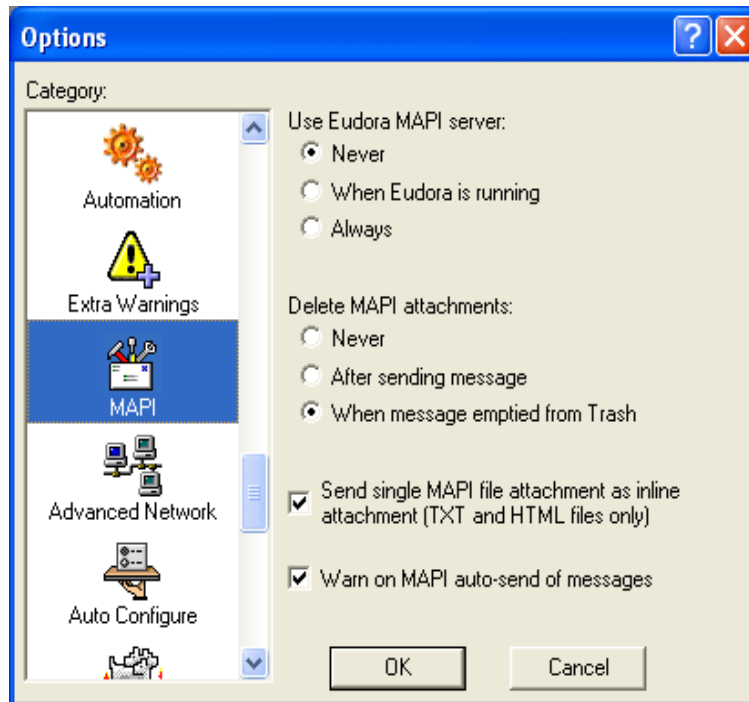 Options
Category:
Automation
Extra Warnings
MAPI
Advanced Network
Auto Configure
Use Eudora MAPI server:
Never
When Eudora is running
Always
Delete MAPI attachments:
Never
After sending message
When message emptied from Trash
Send single MAPI file attachment as inline
attachment (TXT and HTML files only)
Warn on MAPI auto-send of messages
OK
Cancel